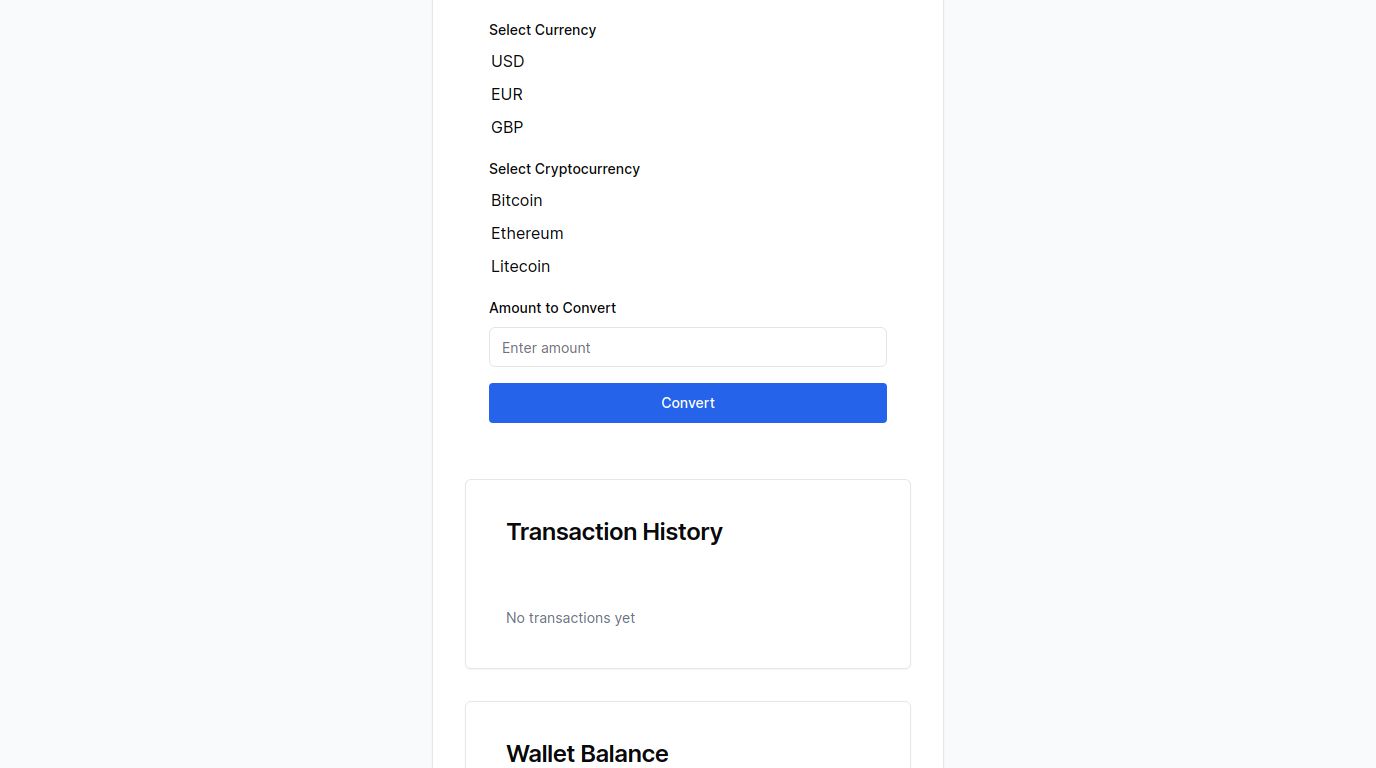 Select Currency
USD
EUR
GBP
Select Cryptocurrency
Bitcoin
Ethereum
Litecoin
Amount to Convert
Enter amount
Convert
Transaction History
No transactions yet
Wallet Balance